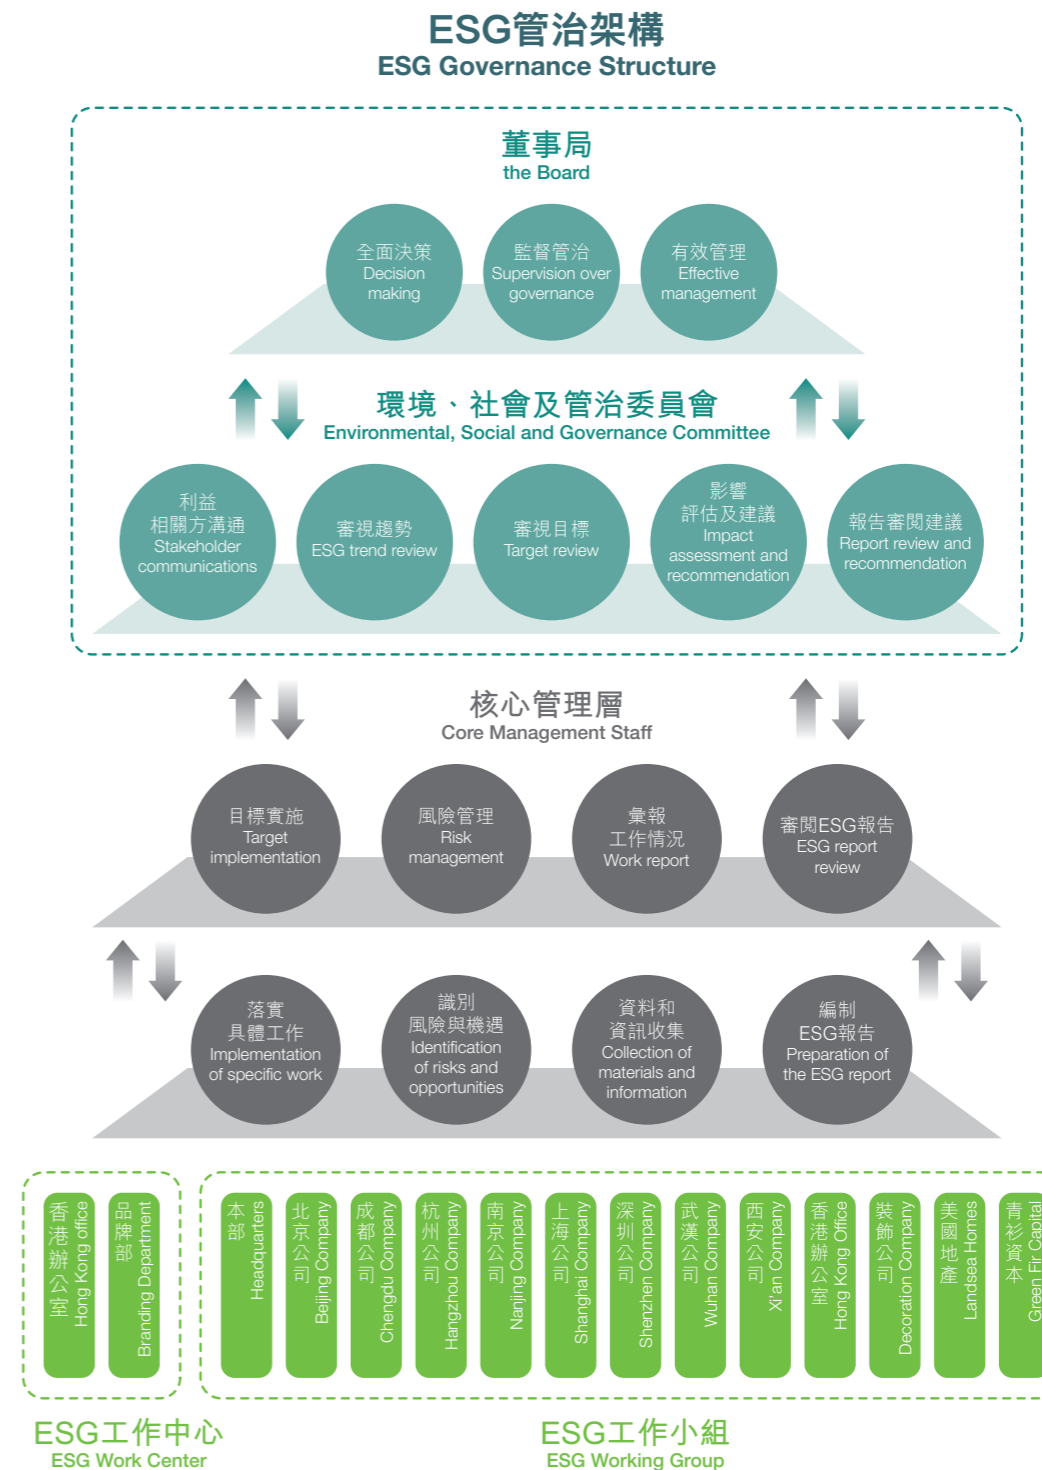 ESG管治架構
ESG Governance Structure
董事局
the Board
全面決策
Decision
making
監督管治
Supervision over
governance
有效管理
Effective
management
環境、社會及管治委員會
Environmental, Social and Governance Committee
利益
相關方溝通
Stakeholder
communications
審視趨勢
ESG trend review
審視目標
Target review
影響
評估及建議
Impact
assessment and
recommendation
報告審閱建議
Report review and
recommendation
核心管理層
Core Management Staff
目標實施
Target
implementation
風險管理
Risk
management
彙報
工作情況
Work report
審閱ESG報告
ESG report
review
落實
具體工作
Implementation
of specific work
識別
風險與機遇
Identification
of risks and
opportunities
資料和
資訊收集
Collection of
materials and
information
編制
ESG報告
Preparation of
the ESG report
香港辦公室
Hong Kong office
品牌部
Branding Department
本部
Headquarters
北京公司
Beijing Company
成都公司
Chengdu Company
杭州公司
Hangzhou Company
南京公司
Nanjing Company
上海公司
Shanghai Company
深圳公司
Shenzhen Company
武漢公司
Wuhan Company
西安公司
Xi'an Company
香港辦公室
Hong Kong Office
裝飾公司
Decoration Company
美國地產
Landsea Homes
青衫資本
Green Fir Capital
ESG工作中心
ESG Work Center
ESG工作小組
ESG Working Group